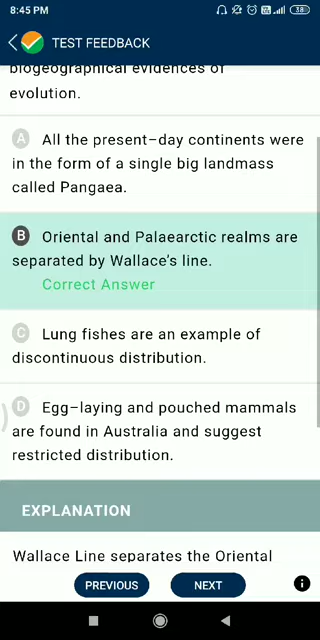 8:45 PM
38
TEST FEEDBACK
biogeographical evidences of
evolution.
A All the present-day continents were
in the form of a single big landmass
called Pangaea.
B Oriental and Palaearctic realms are
separated by Wallace's line.
Correct Answer
C Lung fishes are an example of
discontinuous distribution.
D Egg-laying and pouched mammals
are found in Australia and suggest
restricted distribution.
EXPLANATION
Wallace Line separates the Oriental
PREVIOUS NEXT